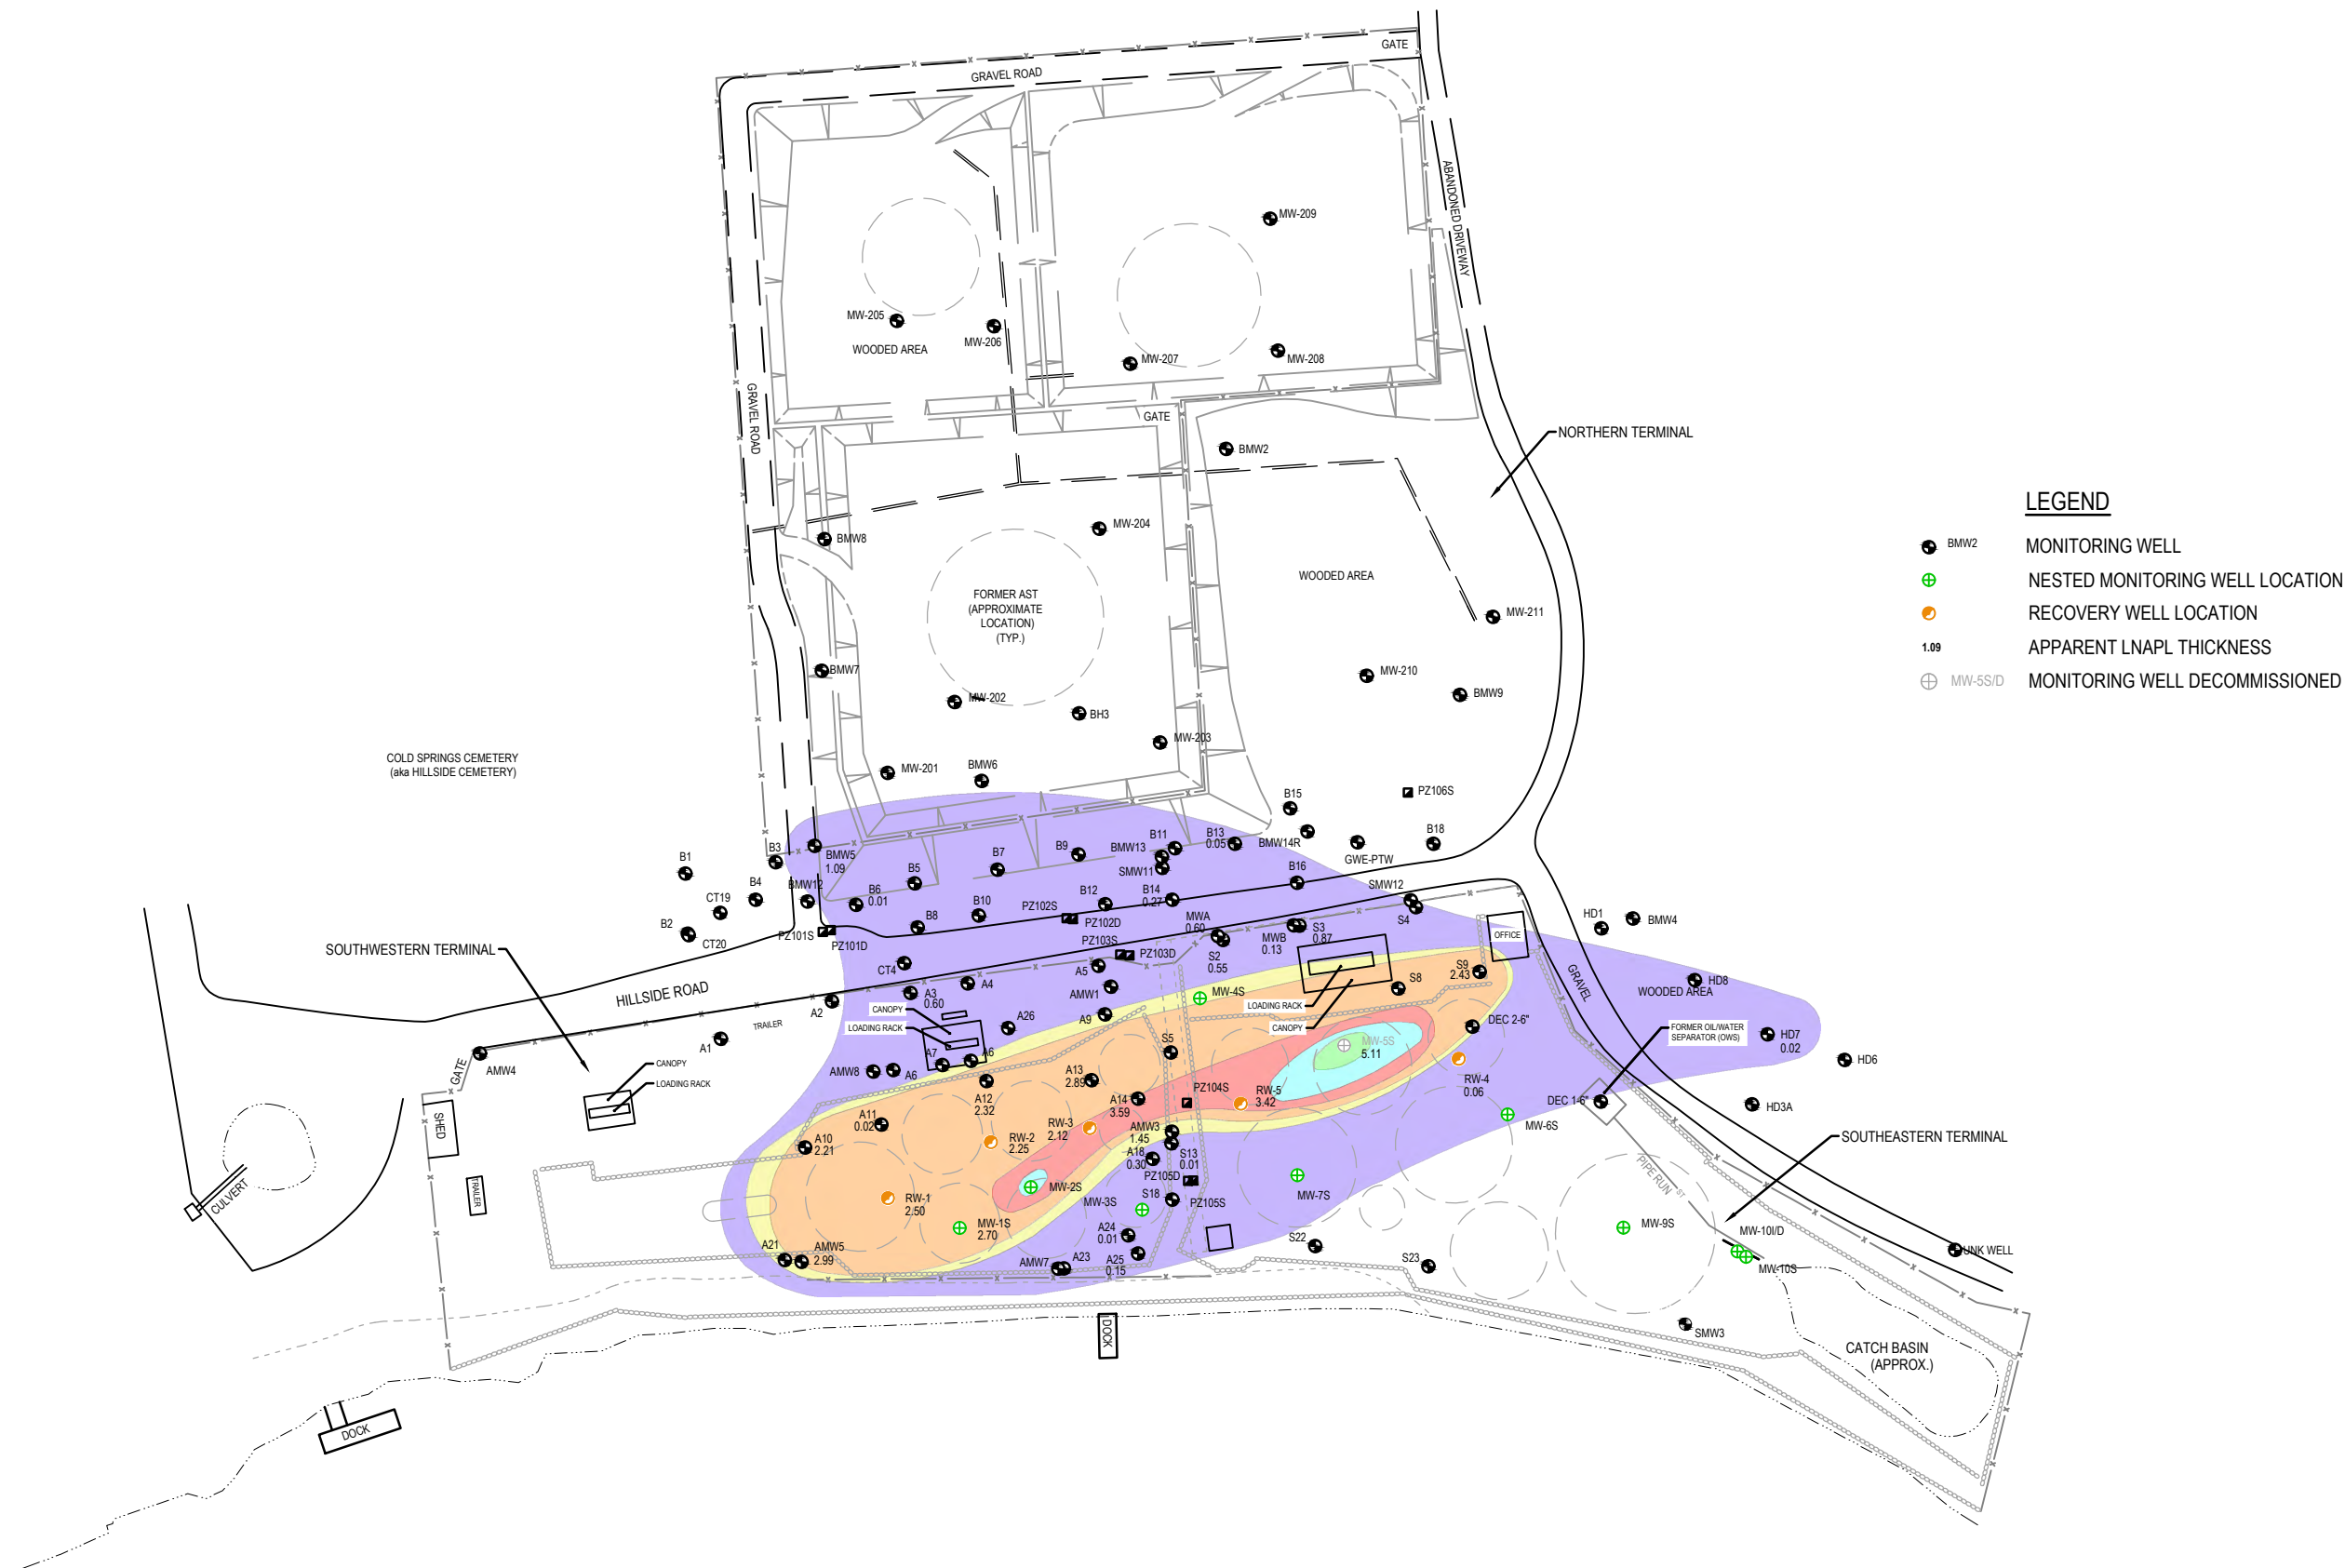 GATE
GRAVEL ROAD
ABANDONED DRIVEWAY
MW-209
MW-205
MW-206
WOODED AREA
MW-207
MW-208
GRAVEL ROAD
GATE
NORTHERN TERMINAL
BMW2
LEGEND
BMW2 MONITORING WELL
NESTED MONITORING WELL LOCATION
RECOVERY WELL LOCATION
1.09 APPARENT LNAPL THICKNESS
MW-5S/D MONITORING WELL DECOMMISSIONED
MW-204
BMW8
WOODED AREA
FORMER AST
(APPROXIMATE
LOCATION)
(TYP.)
MW-211
BMW7
MW-210
BMW9
MW-202
BH3
MW-203
COLD SPRINGS CEMETERY
(aka HILLSIDE CEMETERY)
MW-201
BMW6
B15
PZ106S
B1
B3
BMW5
1.09
B7
B9
B11
BMW13
B13
0.05
BMW14R
GWE-PTW
B18
B4
BMW12
B5
B6
0.01
SMW11
B16
CT19
B10
B12
B14
0.27
SMW12
S4
B2
CT20
B8
PZ101S
PZ101D
PZ102S
PZ102D
MWA
0.60
MWB
0.13
S3
0.87
HD1
BMW4
OFFICE
SOUTHWESTERN TERMINAL
CT4
PZ103S
PZ103D
A5
S2
0.55
S9
2.43
GRAVEL
HILLSIDE ROAD
A3
0.60
A4
AMW1
MW-4S
S8
HD8
WOODED AREA
A2
CANOPY
LOADING RACK
LOADING RACK
CANOPY
TRAILER
A1
A26
A9
DEC 2-6"
FORMER OIL/WATER
SEPARATOR (OWS)
HD7
0.02
GATE
AMW4
CANOPY
LOADING RACK
A7
A6
S5
MW-5S
5.11
HD6
AMW8
A6
A13
2.89
RW-4
0.06
A12
2.32
A14
3.59
PZ104S
RW-5
3.42
DEC 1-6"
HD3A
SHED
A11
0.02
RW-3
2.12
AMW3
1.45
MW-6S
A10
2.21
RW-2
2.25
A18
0.30
S13
0.01
SOUTHEASTERN TERMINAL
PIPE RUN
ST
TRAILER
CULVERT
RW-1
2.50
MW-2S
PZ105D
S18
PZ105S
MW-3S
MW-7S
MW-1S
2.70
A24
0.01
S22
MW-9S
MW-10I/D
MW-10S
UNK WELL
A21
AMW5
2.99
AMW7
A23
A25
0.15
S23
SMW3
DOCK
CATCH BASIN
(APPROX.)
DOCK